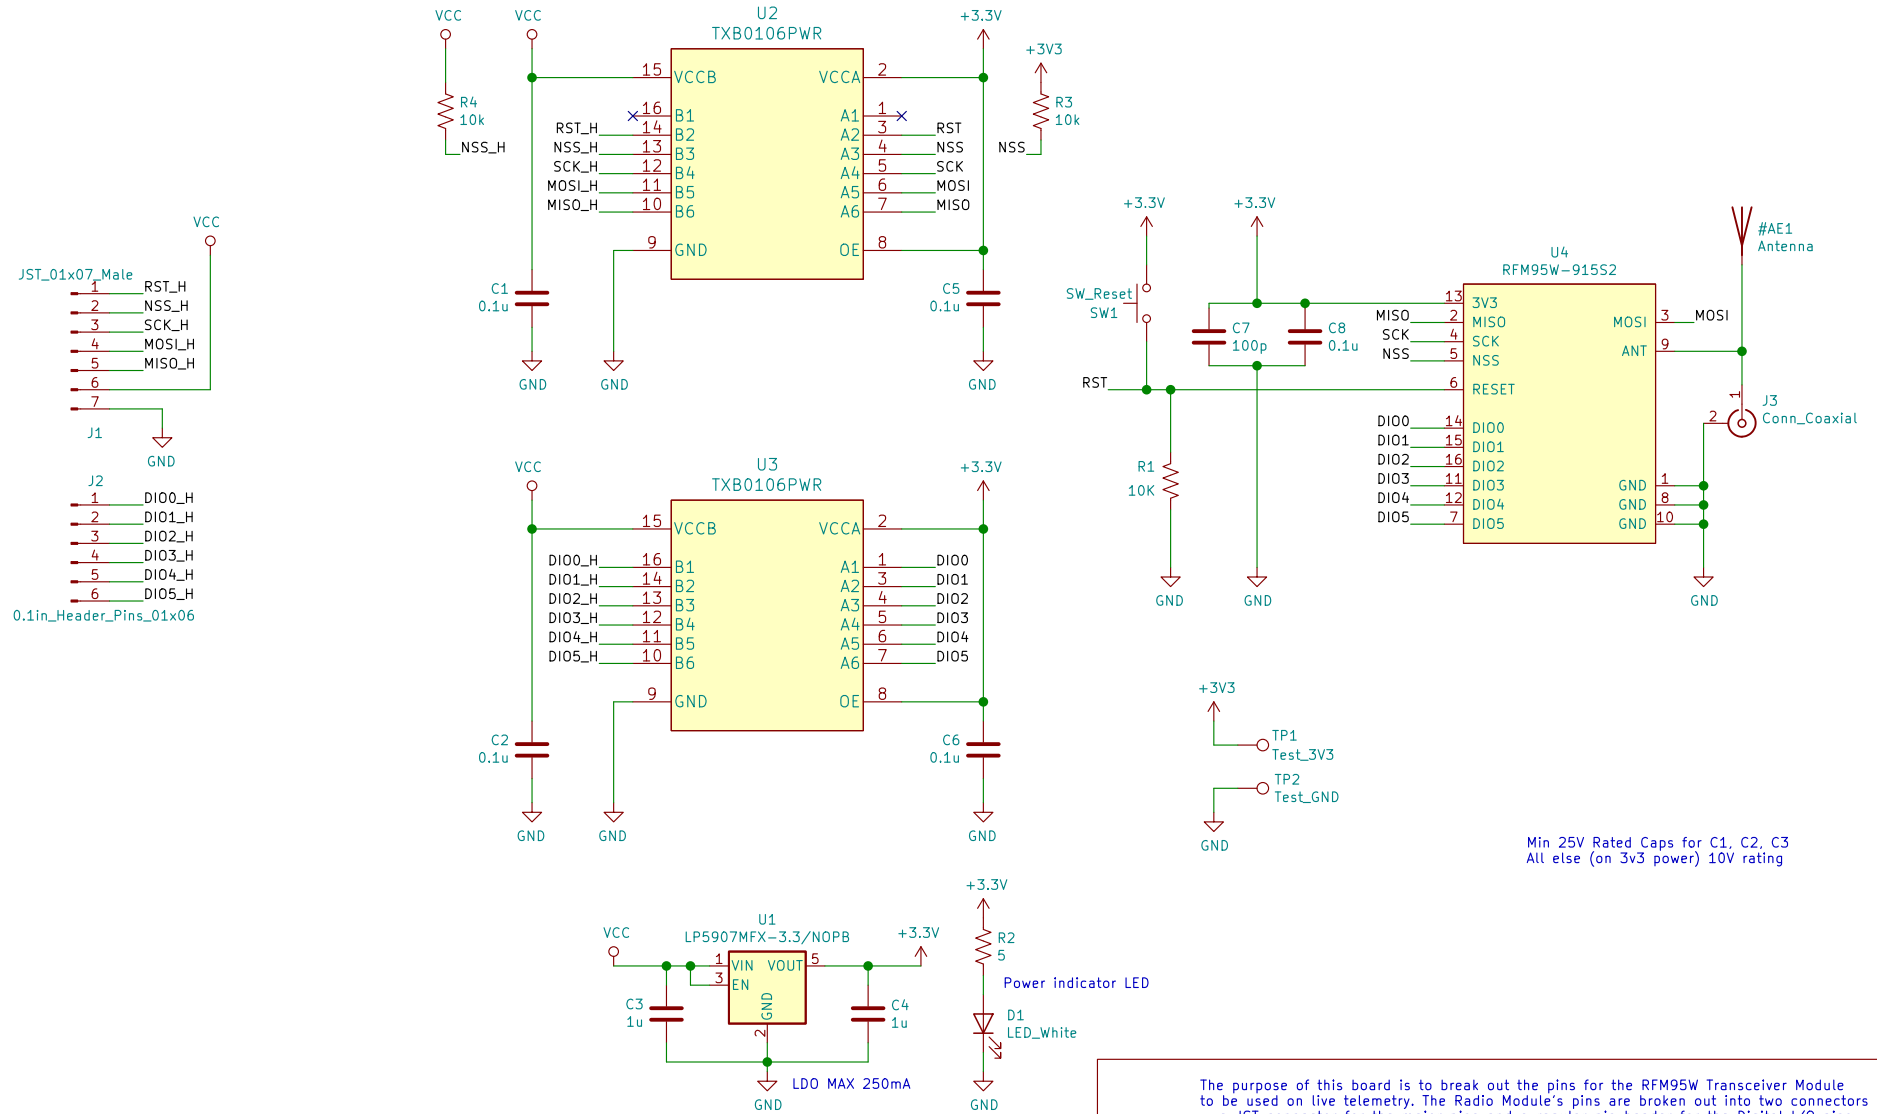 VCC
VCC
U2
TXB0106PWR
+3.3V
+3V3
15 VCCB
VCCA 2
R4
10k
NSS_H
16 B1
RST_H 14 B2
NSS_H 13 B3
SCK_H 12 B4
MOSI_H 11 B5
MISO_H 10 B6
9 GND
A1 1
A2 3 RST
A3 4 NSS
A4 5 SCK
A5 6 MOSI
A6 7 MISO
OE 8
R3
10k
NSS
C1
0.1u
C5
0.1u
GND
GND
GND
VCC
JST_01x07_Male
1 RST_H
2 NSS_H
3 SCK_H
4 MOSI_H
5 MISO_H
6
7
J1
GND
J2
1 DIO0_H
2 DIO1_H
3 DIO2_H
4 DIO3_H
5 DIO4_H
6 DIO5_H
0.1in_Header_Pins_01x06
VCC
U3
TXB0106PWR
+3.3V
15 VCCB
VCCA 2
DIO0_H 16 B1
DIO1_H 14 B2
DIO2_H 13 B3
DIO3_H 12 B4
DIO4_H 11 B5
DIO5_H 10 B6
9 GND
A1 1 DIO0
A2 3 DIO1
A3 4 DIO2
A4 5 DIO3
A5 6 DIO4
A6 7 DIO5
OE 8
C2
0.1u
C6
0.1u
GND
GND
GND
+3.3V
+3.3V
SW_Reset
SW1
C7
100p
C8
0.1u
RST
R1
10K
GND
GND
U4
RFM95W-915S2
13 3V3
MISO 2 MISO
SCK 4 SCK
NSS 5 NSS
6 RESET
DIO0 14 DIO0
DIO1 15 DIO1
DIO2 16 DIO2
DIO3 11 DIO3
DIO4 12 DIO4
DIO5 7 DIO5
MOSI 3 MOSI
ANT 9
GND 1
GND 8
GND 10
#AE1
Antenna
1
2
J3
Conn_Coaxial
GND
+3V3
TP1
Test_3V3
TP2
Test_GND
GND
Min 25V Rated Caps for C1, C2, C3
All else (on 3v3 power) 10V rating
U1
LP5907MFX-3.3/NOPB
VCC
+3.3V
1 VIN
3 EN
VOUT 5
GND
2
C3
1u
C4
1u
GND
LDO MAX 250mA
+3.3V
R2
5
Power indicator LED
D1
LED_White
GND
The purpose of this board is to break out the pins for the RFM95W Transceiver Module
to be used on live telemetry. The Radio Module's pins are broken out into two connectors